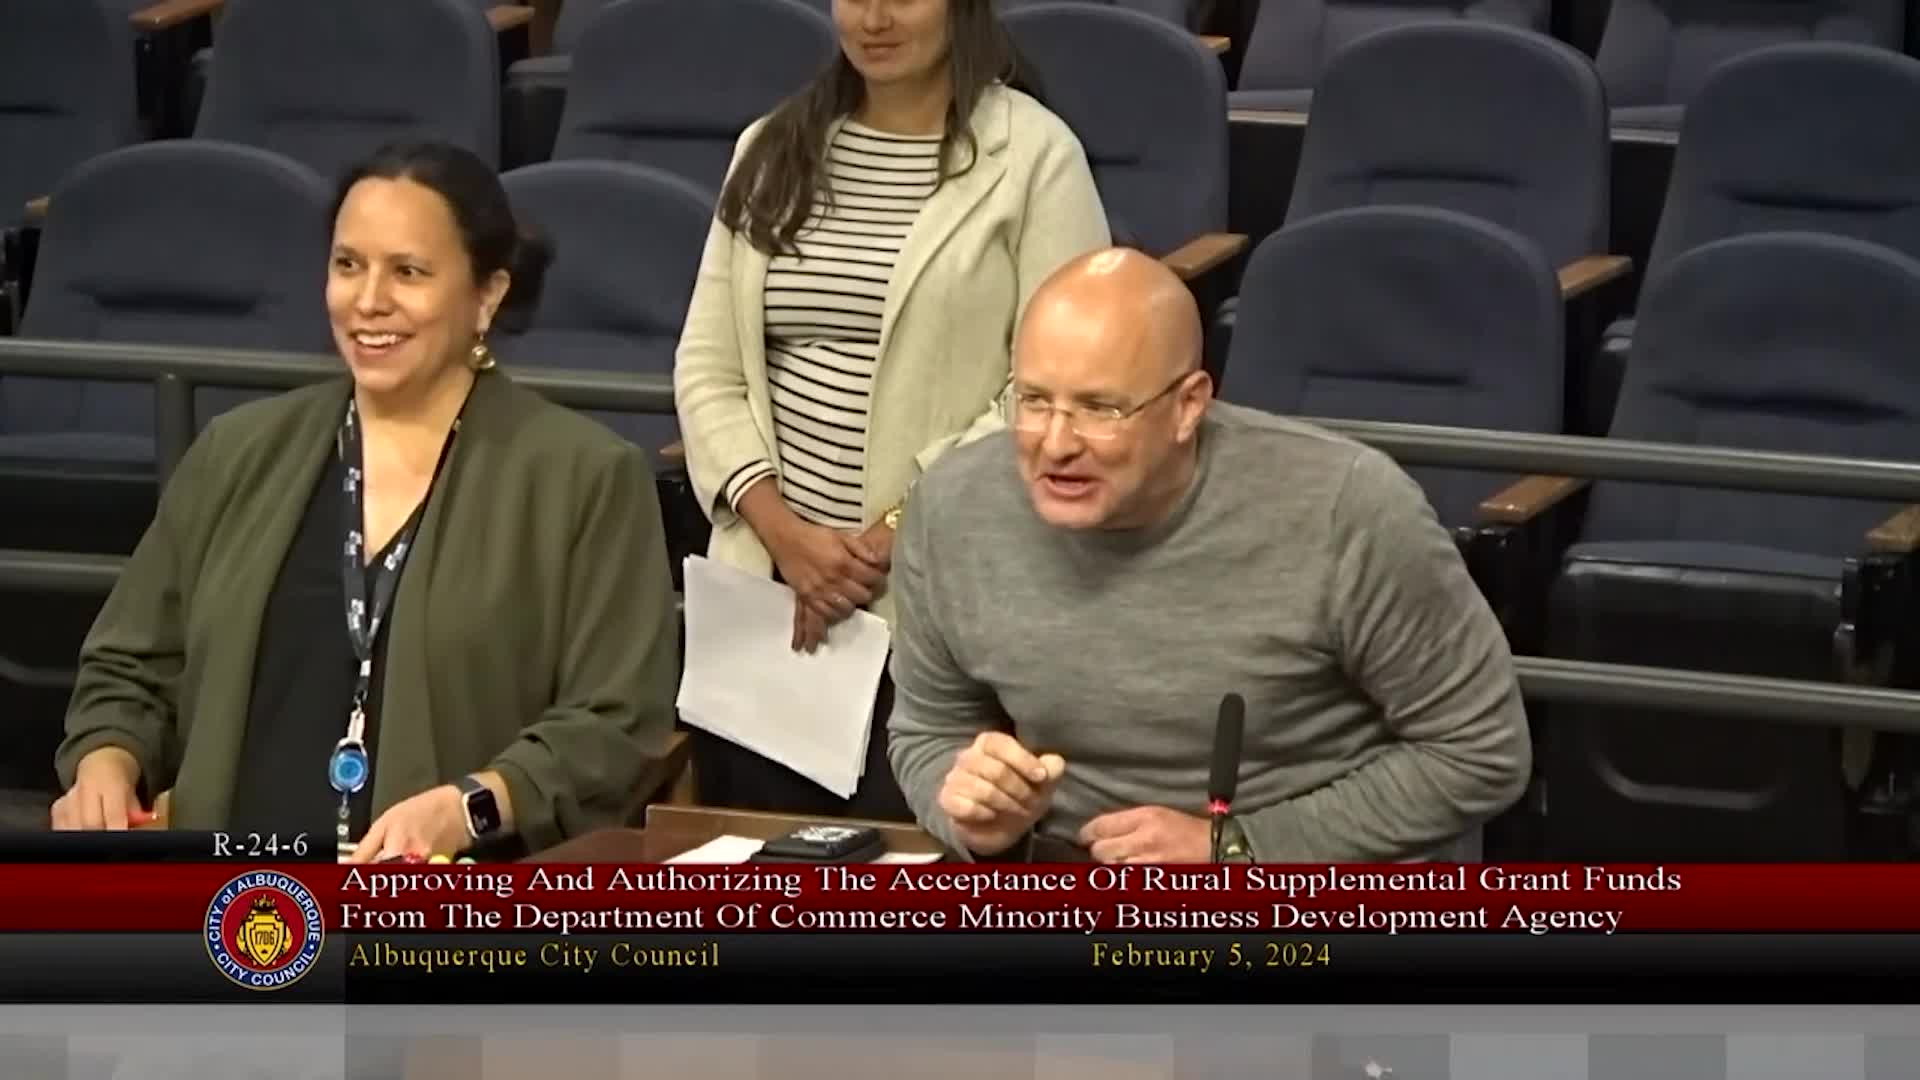 R-24-6
Approving And Authorizing The Acceptance Of Rural Supplemental Grant Funds
From The Department Of Commerce Minority Business Development Agency
CITY of ALBUQUERQUE
1706
CITY COUNCIL
Albuquerque City Council
February 5, 2024